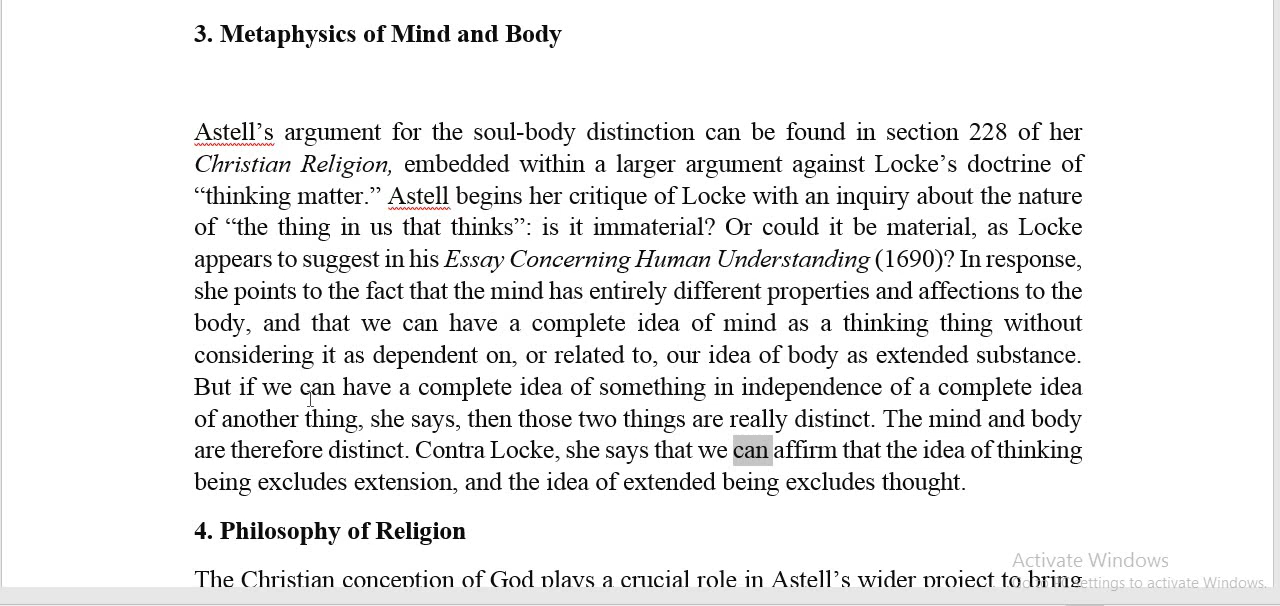 3. Metaphysics of Mind and Body
Astell’s argument for the soul-body distinction can be found in section 228 of her
Christian Religion, embedded within a larger argument against Locke’s doctrine of
“thinking matter.” Astell begins her critique of Locke with an inquiry about the nature
of “the thing in us that thinks”: is it immaterial? Or could it be material, as Locke
appears to suggest in his Essay Concerning Human Understanding (1690)? In response,
she points to the fact that the mind has entirely different properties and affections to the
body, and that we can have a complete idea of mind as a thinking thing without
considering it as dependent on, or related to, our idea of body as extended substance.
But if we can have a complete idea of something in independence of a complete idea
of another thing, she says, then those two things are really distinct. The mind and body
are therefore distinct. Contra Locke, she says that we can affirm that the idea of thinking
being excludes extension, and the idea of extended being excludes thought.
4. Philosophy of Religion
Activate Windows
The Christian conception of God plays a crucial role in Astell’s wider project to bring
ettings to activate Windows.